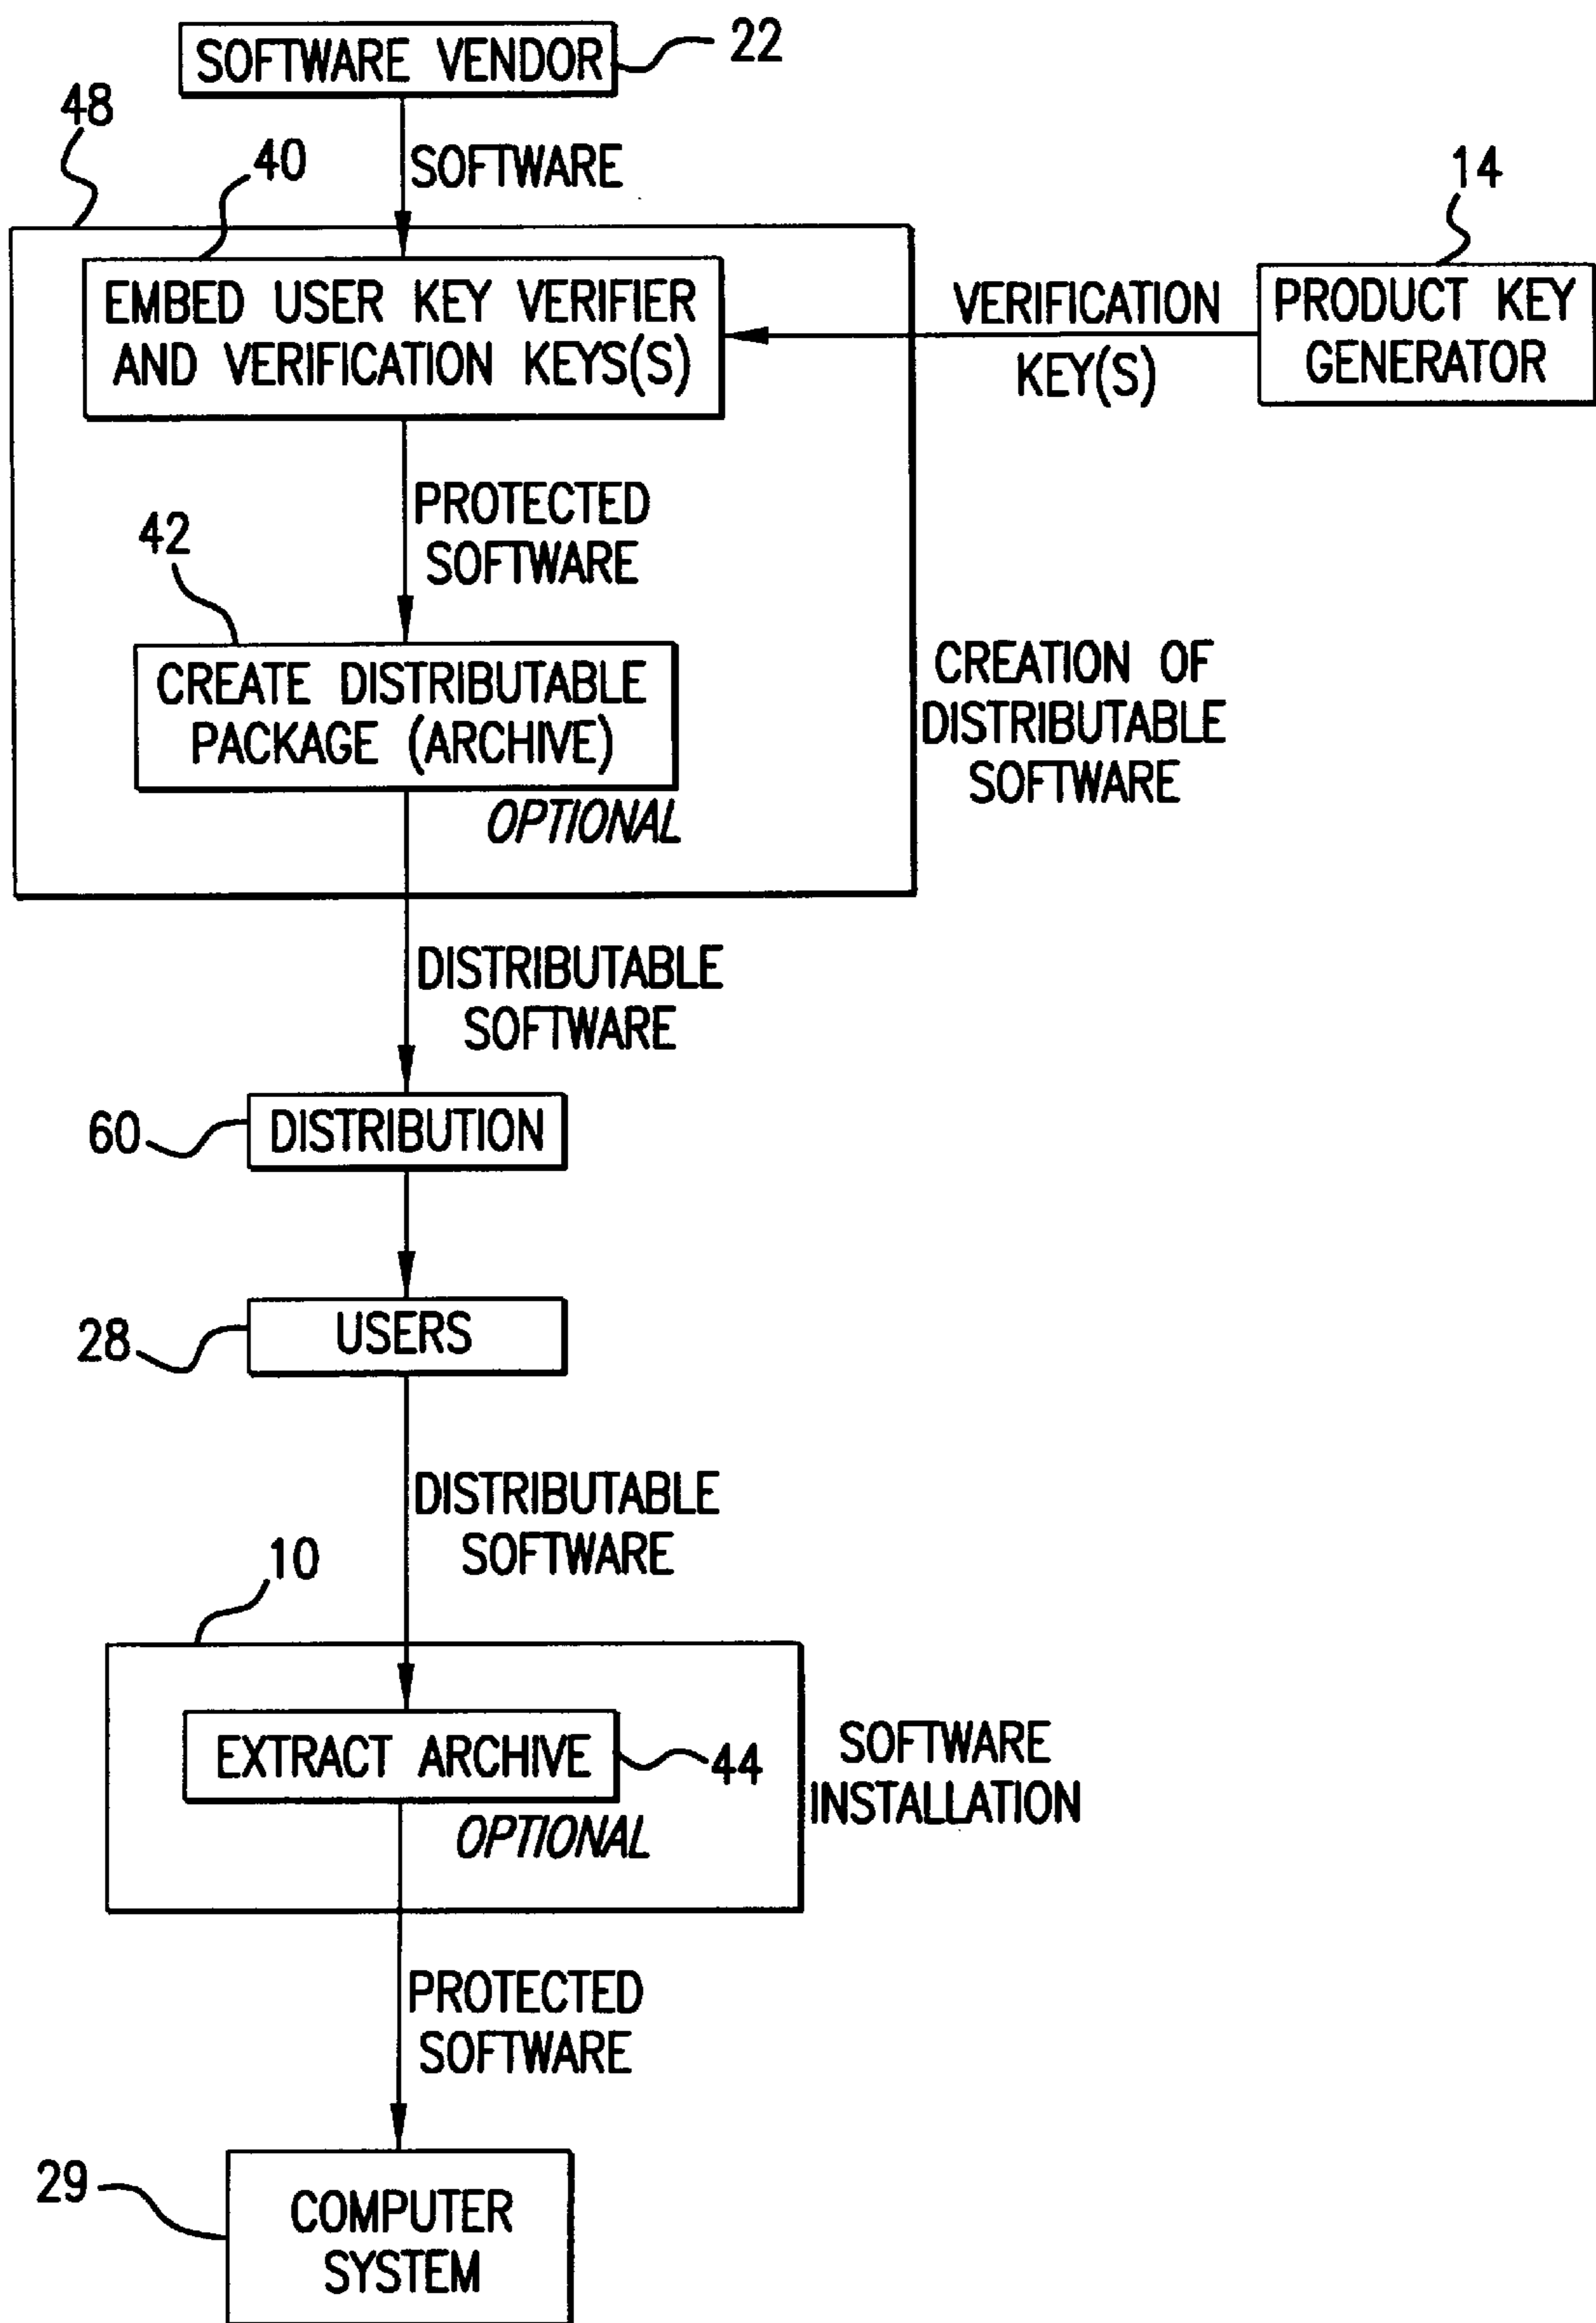 SOFTWARE VENDOR
22
48
SOFTWARE
40
14
EMBED USER KEY VERIFIER
AND VERIFICATION KEYS(S)
VERIFICATION
KEY(S)
PRODUCT KEY
GENERATOR
PROTECTED
SOFTWARE
42
CREATE DISTRIBUTABLE
PACKAGE (ARCHIVE)
OPTIONAL
CREATION OF
DISTRIBUTABLE
SOFTWARE
DISTRIBUTABLE
SOFTWARE
60
DISTRIBUTION
28
USERS
DISTRIBUTABLE
SOFTWARE
10
EXTRACT ARCHIVE
44
OPTIONAL
SOFTWARE
INSTALLATION
PROTECTED
SOFTWARE
29
COMPUTER
SYSTEM